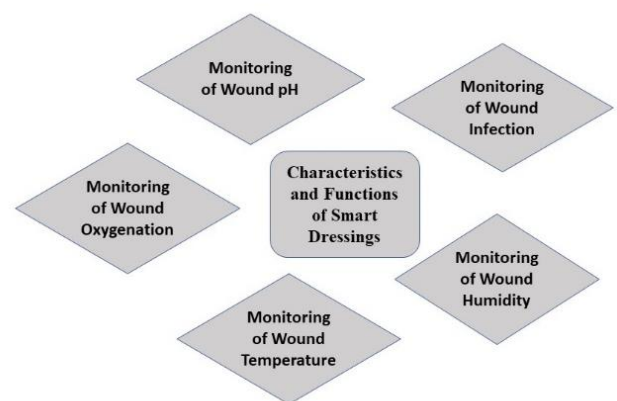 Monitoring
of Wound pH
Monitoring
of Wound
Infection
Characteristics
and Functions
of Smart
Dressings
Monitoring
of Wound
Oxygenation
Monitoring
of Wound
Humidity
Monitoring
of Wound
Temperature